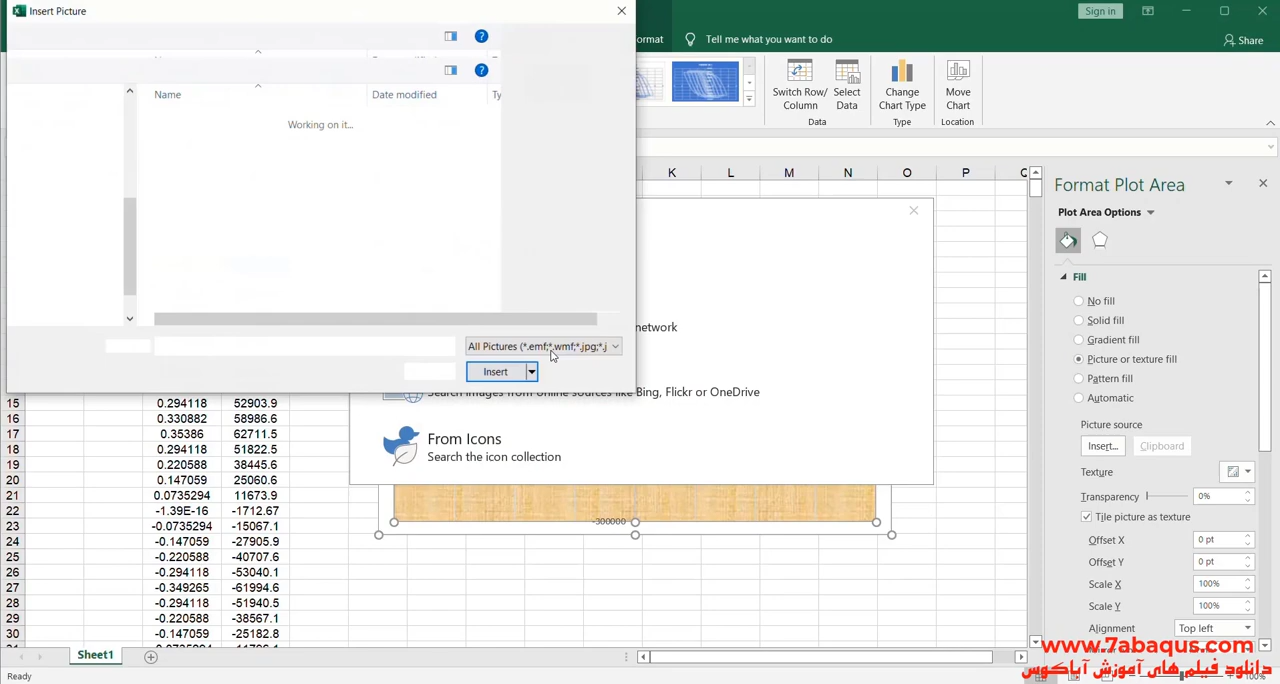 Insert Picture
Sign in
ormat
Tell me what you want to do
Share
Name
Date modified
Ty
Working on it...
Switch Row/
Column
Select
Data
Change
Chart Type
Move
Chart
Data
Type
Location
K L M N O P Q
Format Plot Area
Plot Area Options
Fill
No fill
Solid fill
Gradient fill
Picture or texture fill
Pattern fill
Automatic
Picture source
Insert...
Clipboard
Texture
Transparency
0%
Tile picture as texture
Offset X
0 pt
Offset Y
0 pt
Scale X
100%
Scale Y
100%
Alignment
Top left
network
All Pictures (*.emf;*.wmf;*.jpg;*.j
Insert
Search images from online sources like Bing, Flickr or OneDrive
From Icons
Search the icon collection
-300000
15 0.294118 52903.9
16 0.330882 58986.6
17 0.35386 62711.5
18 0.294118 51822.5
19 0.220588 38445.6
20 0.147059 25060.6
21 0.0735294 11673.9
22 -1.39E-16 -1712.67
23 -0.0735294 -15067.1
24 -0.147059 -27905.9
25 -0.220588 -40707.6
26 -0.294118 -53040.1
27 -0.349265 -61994.6
28 -0.294118 -51940.5
29 -0.220588 -38567.1
30 -0.147059 -25182.8
Sheet1
Ready
100%
www.7abaqus.com
دانلود فیلم های آموزش آباکوس